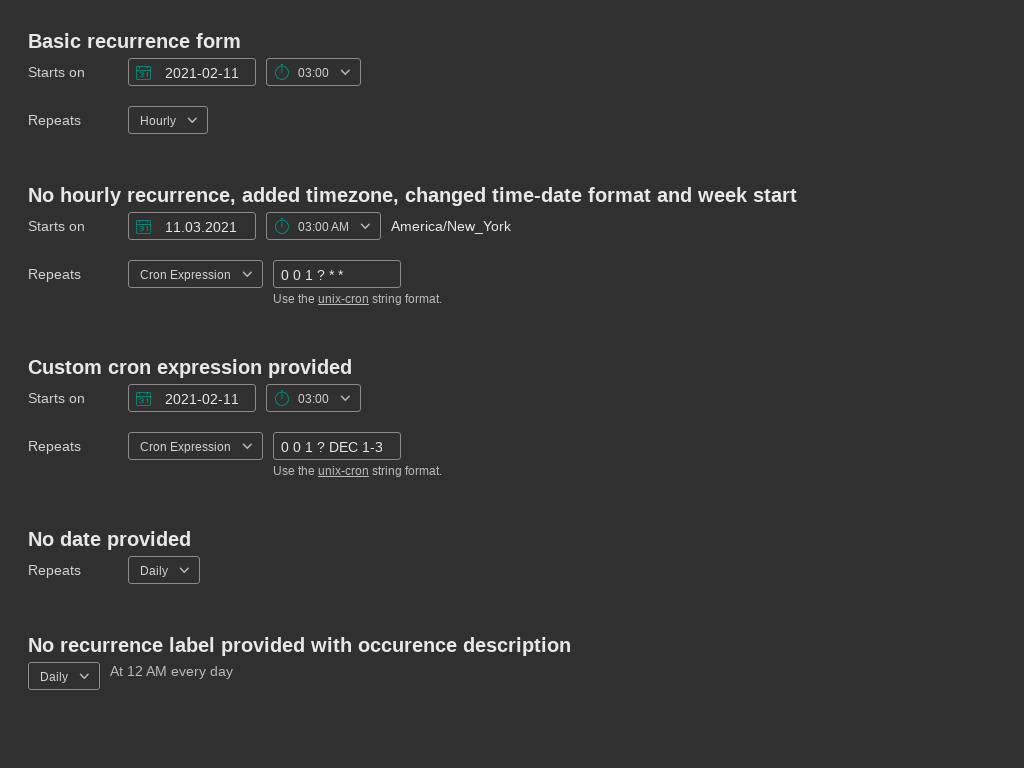 Basic recurrence form
Starts on 2021-02-11 03:00
Repeats Hourly
No hourly recurrence, added timezone, changed time-date format and week start
Starts on 11.03.2021 03:00 AM America/New_York
Repeats Cron Expression 0 0 1 ? * *
Use the unix-cron string format.
Custom cron expression provided
Starts on 2021-02-11 03:00
Repeats Cron Expression 0 0 1 ? DEC 1-3
Use the unix-cron string format.
No date provided
Repeats Daily
No recurrence label provided with occurence description
Daily At 12 AM every day